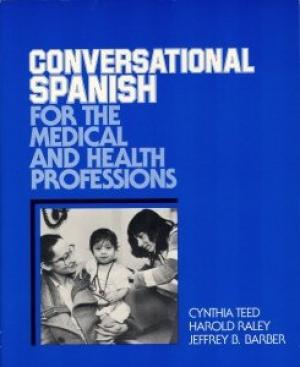 CONVERSATIONAL
SPANISH
FOR THE
MEDICAL
AND HEALTH
PROFESSIONS
CYNTHIA TEED
HAROLD RALEY
JEFFREY B. BARBER